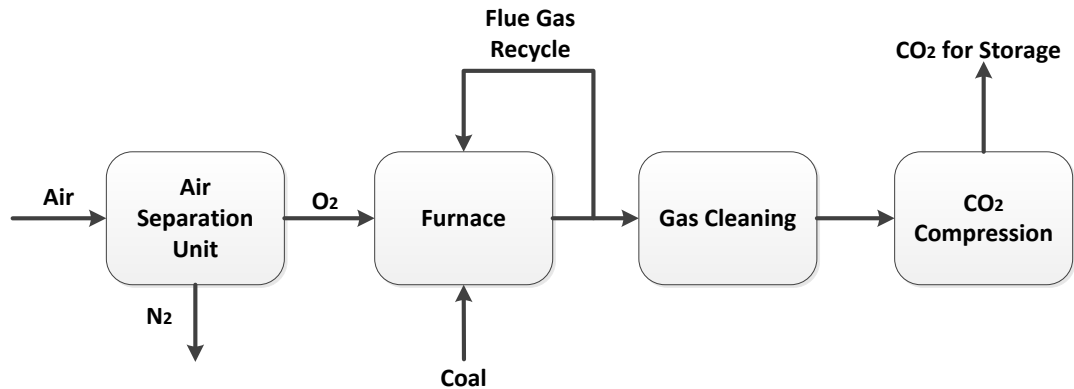 Flue Gas
Recycle
CO₂ for Storage
Air
Air
Separation
Unit
O₂
Furnace
Gas Cleaning
CO₂
Compression
N₂
Coal